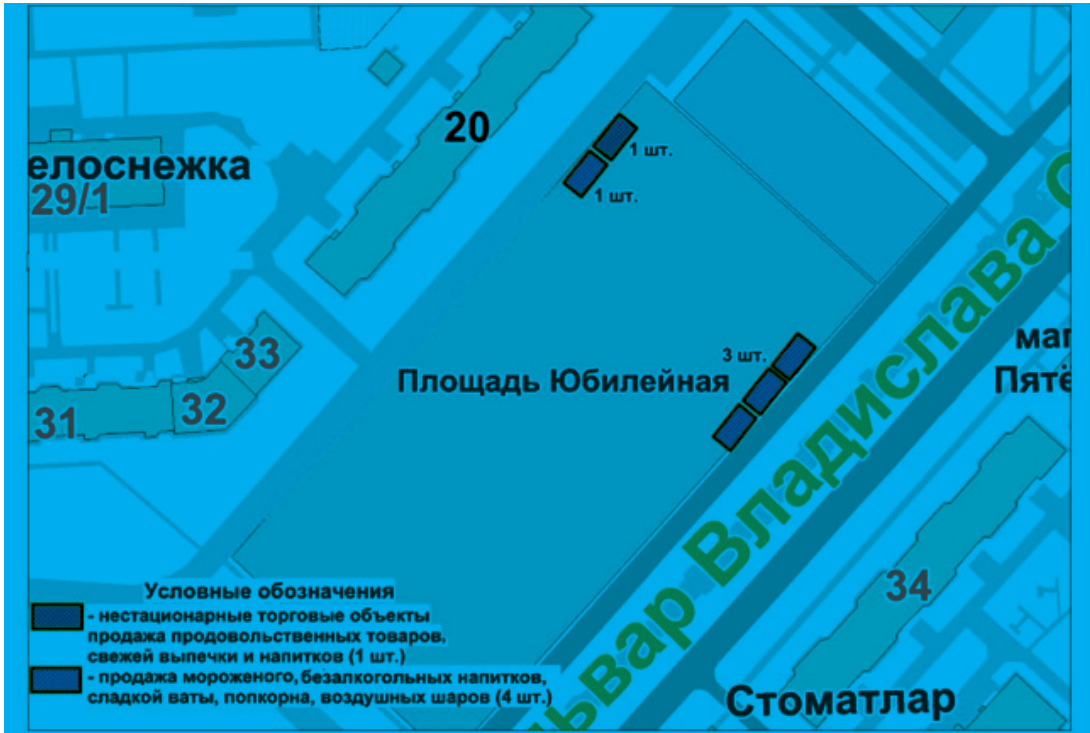 20
1 шт.
елоснежка
29/1
1 шт.
33
3 шт.
маг
Площадь Юбилейная
Пятё
31
32
ьвар Владислава С
34
Условные обозначения
- нестационарные торговые объекты
продажа продовольственных товаров,
свежей выпечки и напитков (1 шт.)
- продажа мороженого, безалкогольных напитков,
сладкой ваты, попкорна, воздушных шаров (4 шт.)
Стоматлар